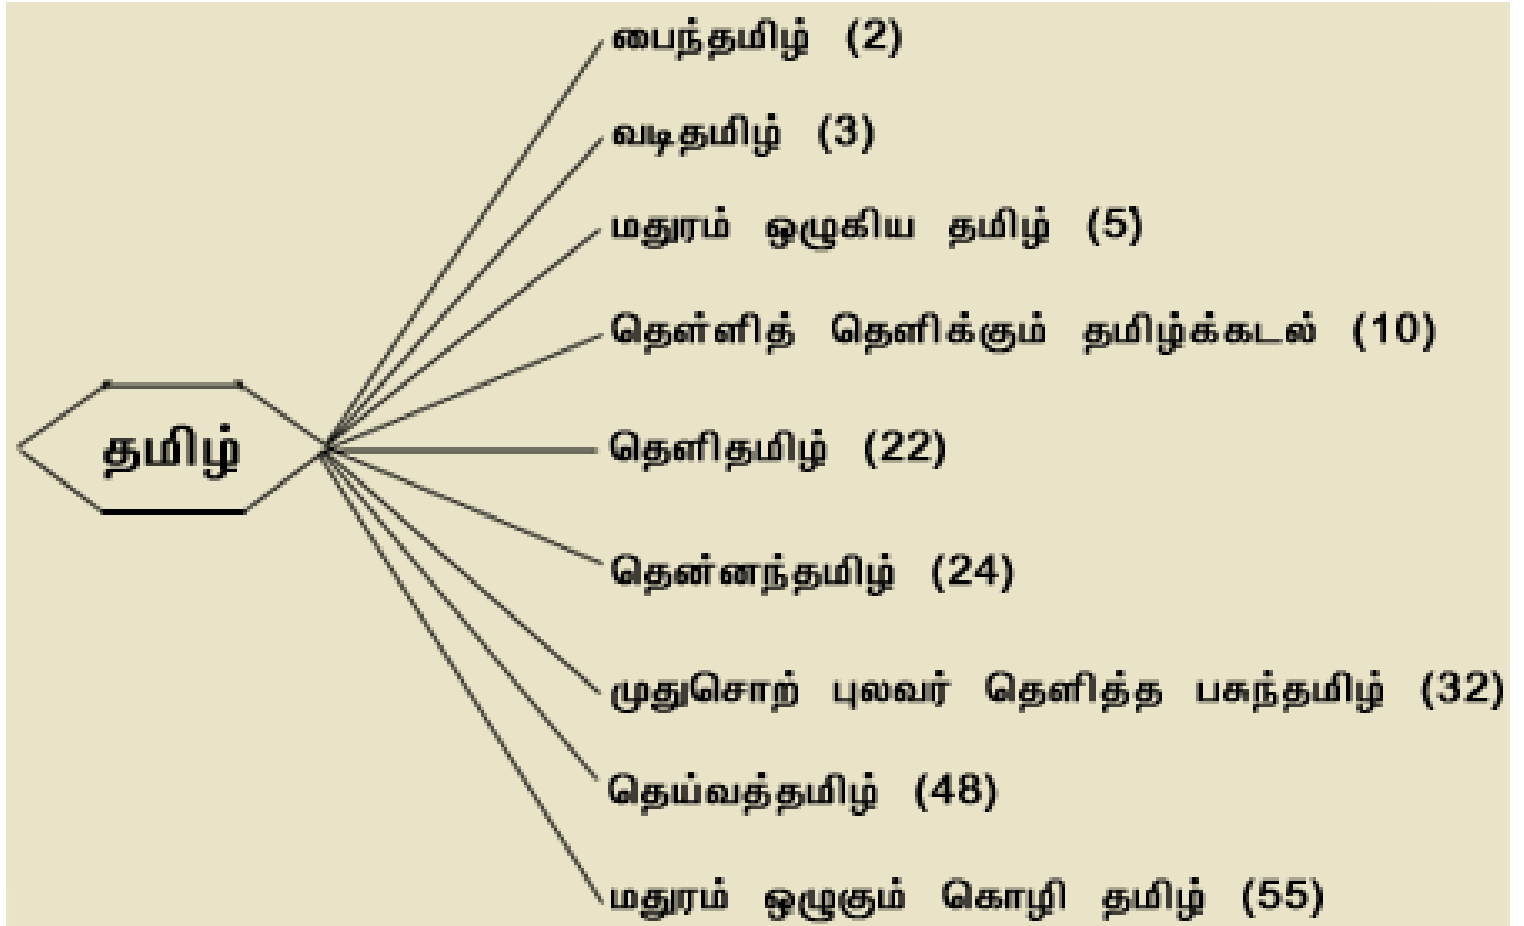 பைந்தமிழ் (2)
வடிதமிழ் (3)
மதுரம் ஒழுகிய தமிழ் (5)
தெள்ளித் தெளிக்கும் தமிழ்க்கடல் (10)
தமிழ்
தெளிதமிழ் (22)
தென்னந்தமிழ் (24)
முதுசொற் புலவர் தெளித்த பசுந்தமிழ் (32)
தெய்வத்தமிழ் (48)
மதுரம் ஒழுகும் கொழி தமிழ் (55)